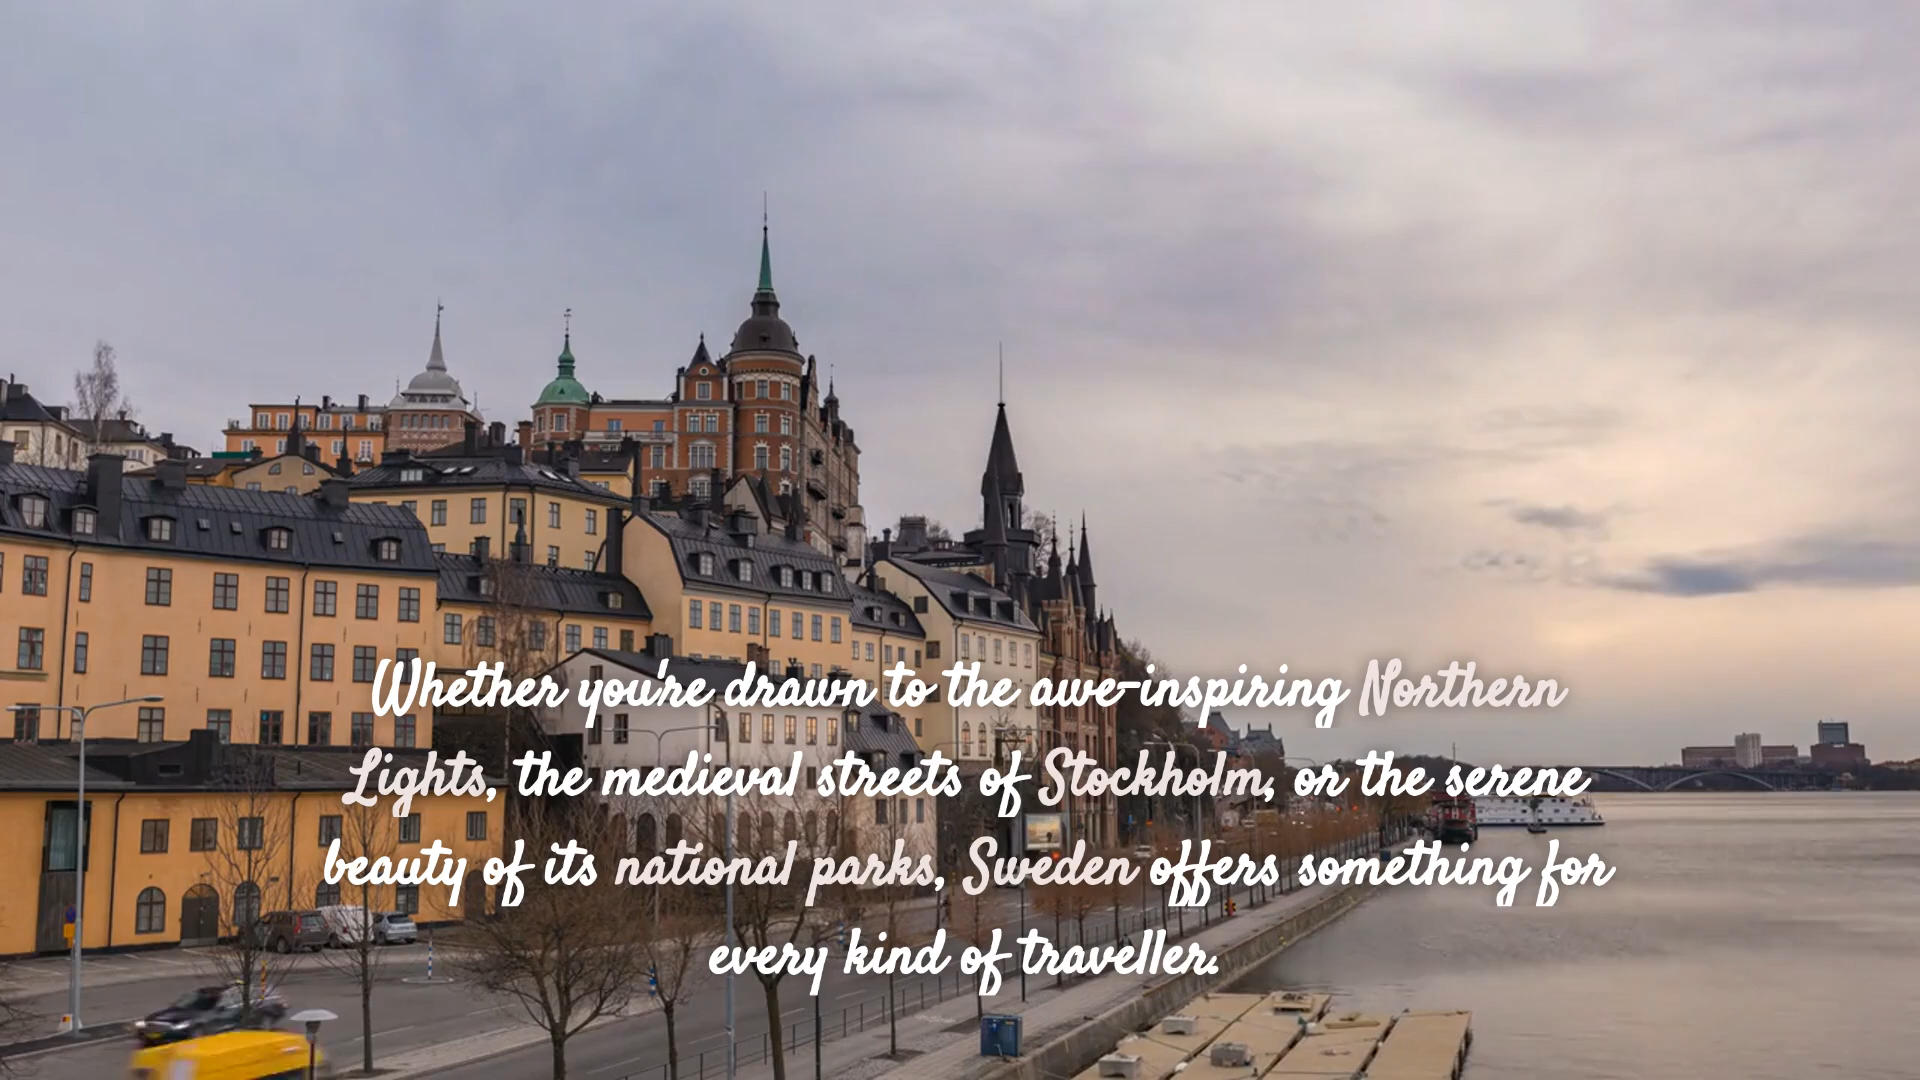 Whether you're drawn to the awe-inspiring Northern
Lights, the medieval streets of Stockholm, or the serene
beauty of its national parks, Sweden offers something for
every kind of traveller.